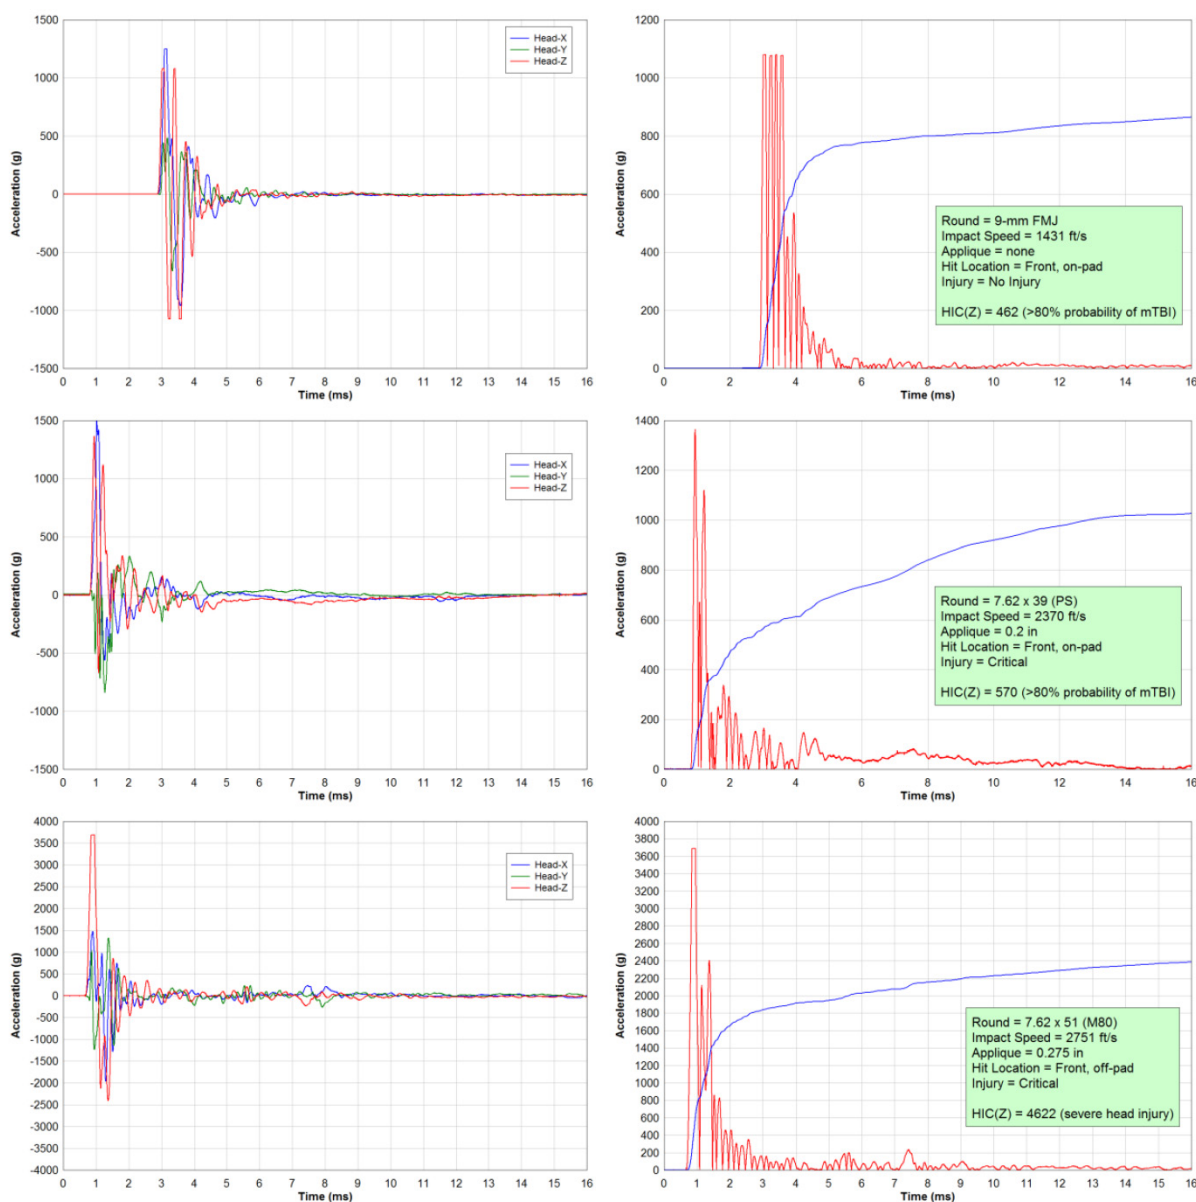 1500
1000
500
0
-500
-1000
-1500
Acceleration (g)
Head-X
Head-Y
Head-Z
0 1 2 3 4 5 6 7 8 9 10 11 12 13 14 15 16
Time (ms)
1200
1000
800
600
400
200
0
Acceleration (g)
Round = 9-mm FMJ
Impact Speed = 1431 ft/s
Applique = none
Hit Location = Front, on-pad
Injury = No Injury
HIC(Z) = 462 (>80% probability of mTBI)
0 2 4 6 8 10 12 14 16
Time (ms)
1500
1000
500
0
-500
-1000
-1500
Acceleration (g)
Head-X
Head-Y
Head-Z
0 1 2 3 4 5 6 7 8 9 10 11 12 13 14 15 16
Time (ms)
1400
1200
1000
800
600
400
200
0
Acceleration (g)
Round = 7.62 x 39 (PS)
Impact Speed = 2370 ft/s
Applique = 0.2 in
Hit Location = Front, on-pad
Injury = Critical
HIC(Z) = 570 (>80% probability of mTBI)
0 2 4 6 8 10 12 14 16
Time (ms)
4000
3500
3000
2500
2000
1500
1000
500
0
-500
-1000
-1500
-2000
-2500
-3000
-3500
-4000
Acceleration (g)
Head-X
Head-Y
Head-Z
0 1 2 3 4 5 6 7 8 9 10 11 12 13 14 15 16
Time (ms)
4000
3800
3600
3400
3200
3000
2800
2600
2400
2200
2000
1800
1600
1400
1200
1000
800
600
400
200
0
Acceleration (g)
Round = 7.62 x 51 (M80)
Impact Speed = 2751 ft/s
Applique = 0.275 in
Hit Location = Front, off-pad
Injury = Critical
HIC(Z) = 4622 (severe head injury)
0 1 2 3 4 5 6 7 8 9 10 11 12 13 14 15 16
Time (ms)